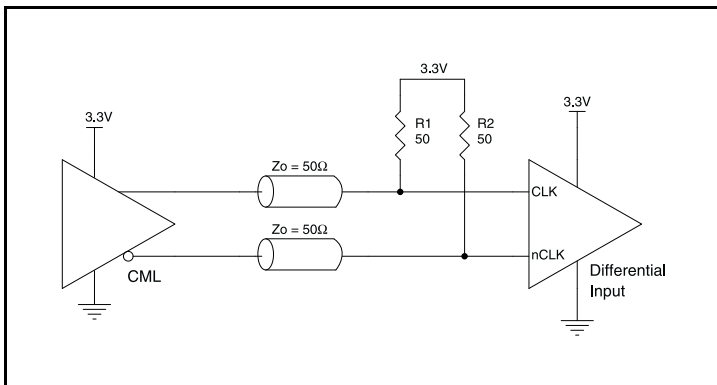 3.3V
3.3V
3.3V
R1
50
R2
50
Zo = 50Ω
CLK
Zo = 50Ω
nCLK
CML
Differential
Input